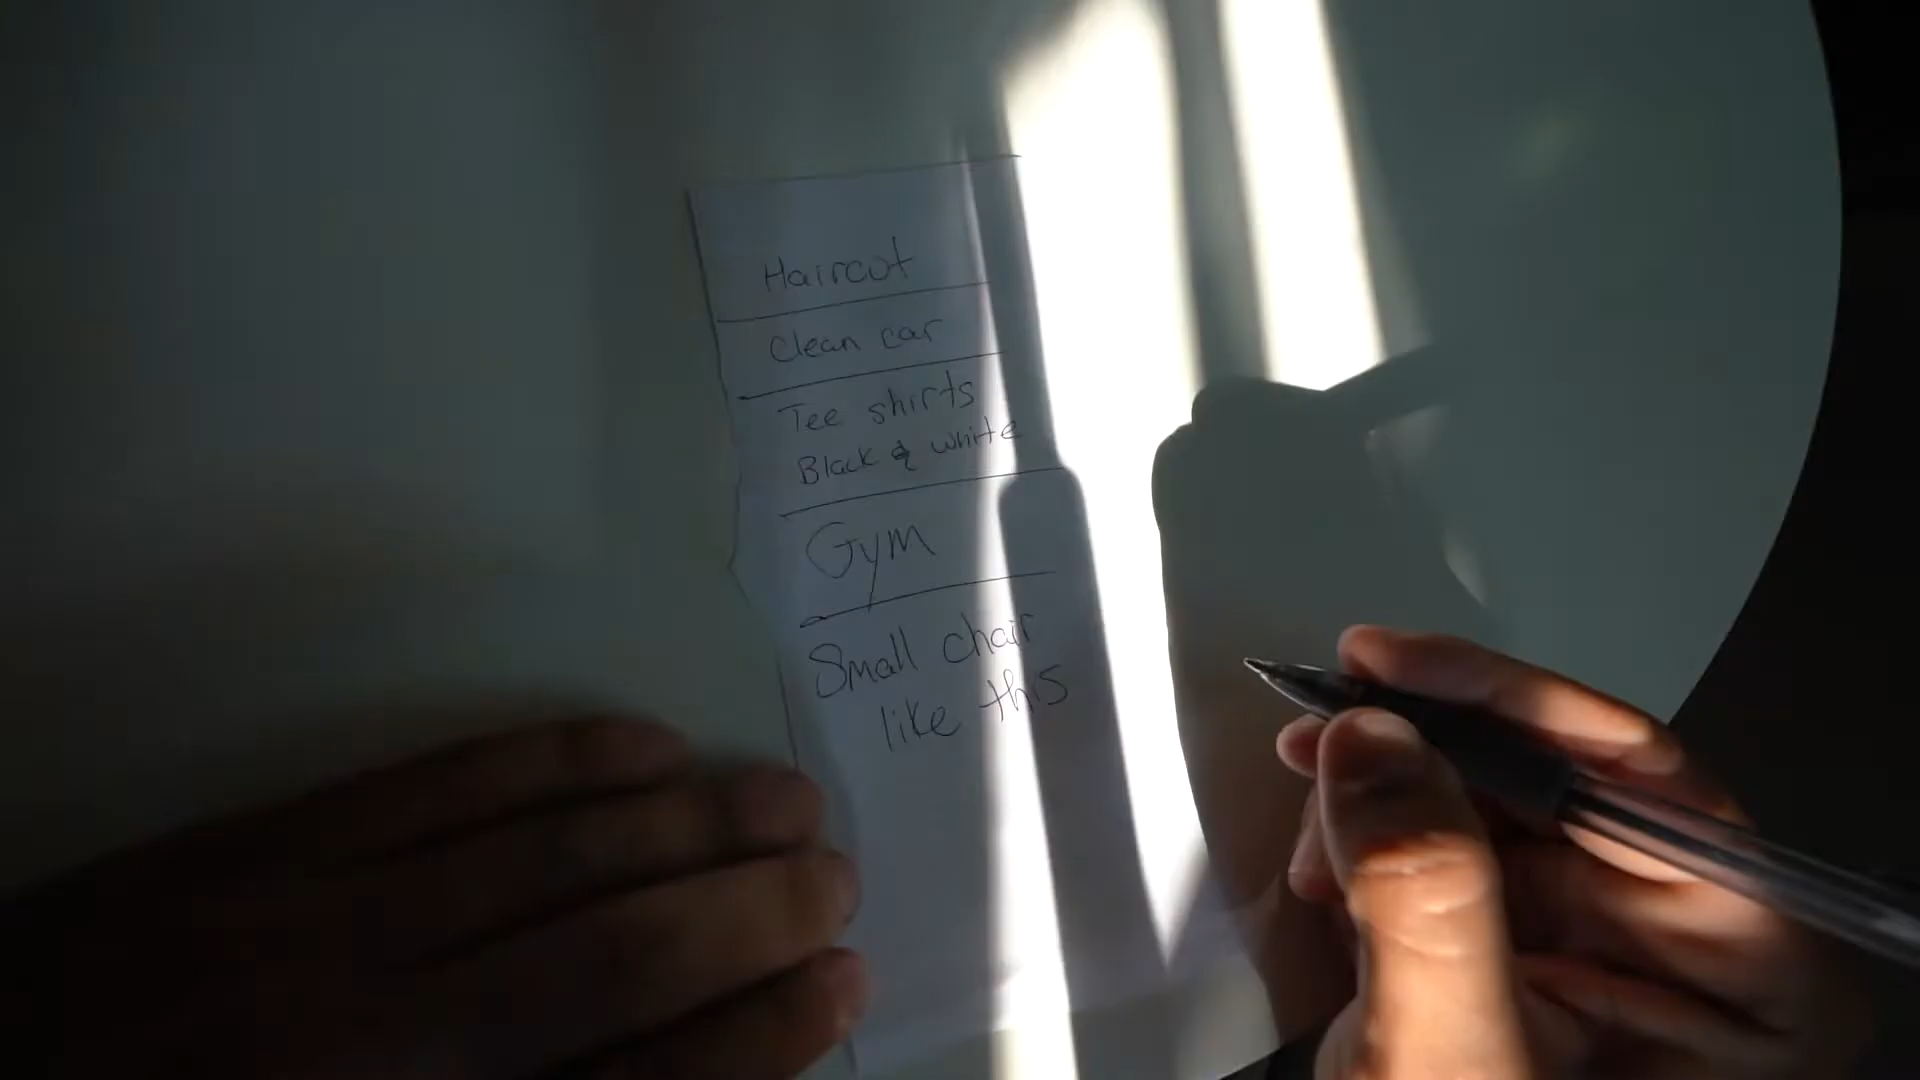 Haircut
Clean car
Tee shirts
Black & white
Gym
Small chair
like this